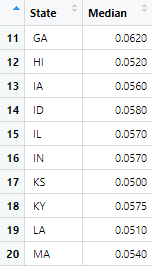 State Median
11 GA 0.0620
12 HI 0.0520
13 IA 0.0560
14 ID 0.0580
15 IL 0.0570
16 IN 0.0570
17 KS 0.0500
18 KY 0.0575
19 LA 0.0510
20 MA 0.0540